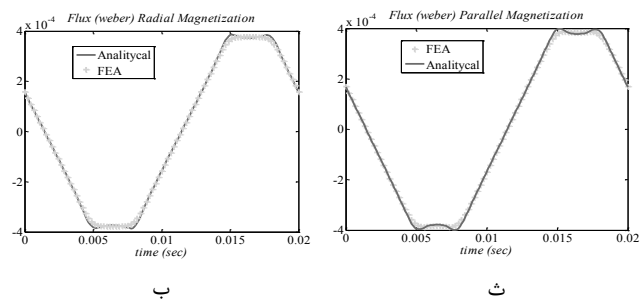 Flux (weber) Radial Magnetization
x 10⁻⁴
4
2
0
-2
-4
0
0.005
0.01
0.015
0.02
time (sec)
Analitycal
FEA
ب
Flux (weber) Parallel Magnetization
x 10⁻⁴
4
2
0
-2
-4
0
0.005
0.01
0.015
0.02
time (sec)
FEA
Analitycal
ث